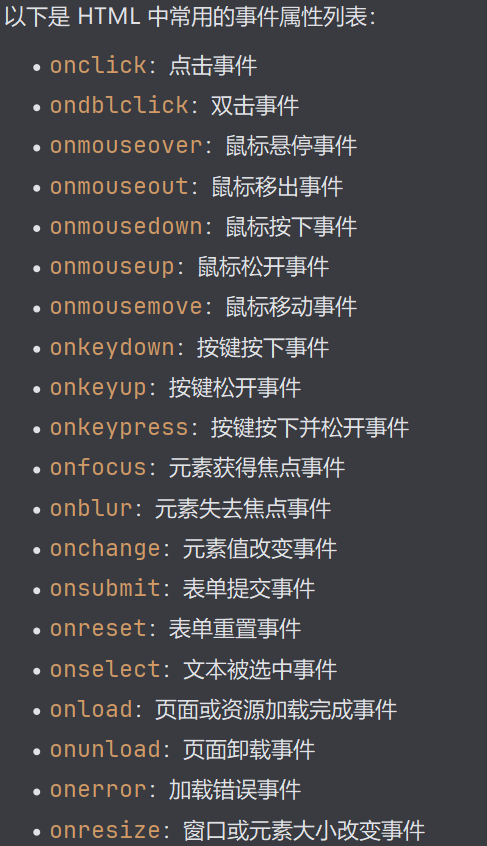 以下是 HTML 中常用的事件属性列表：
• onclick：点击事件
• ondblclick：双击事件
• onmouseover：鼠标悬停事件
• onmouseout：鼠标移出事件
• onmousedown：鼠标按下事件
• onmouseup：鼠标松开事件
• onmousemove：鼠标移动事件
• onkeydown：按键按下事件
• onkeyup：按键松开事件
• onkeypress：按键按下并松开事件
• onfocus：元素获得焦点事件
• onblur：元素失去焦点事件
• onchange：元素值改变事件
• onsubmit：表单提交事件
• onreset：表单重置事件
• onselect：文本被选中事件
• onload：页面或资源加载完成事件
• onunload：页面卸载事件
• onerror：加载错误事件
• onresize：窗口或元素大小改变事件